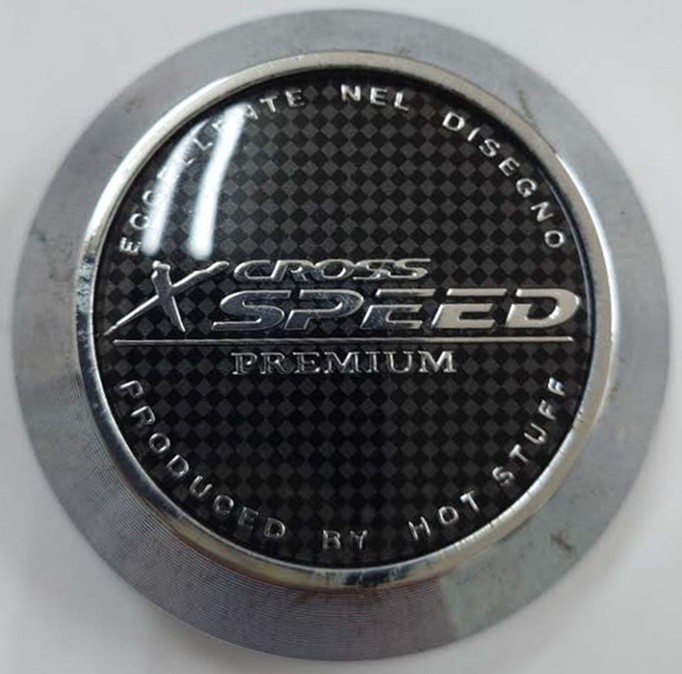 ECCELLENTE NEL DISEGNO
X CROSS
SPEED
PREMIUM
PRODUCED BY HOT STUFF